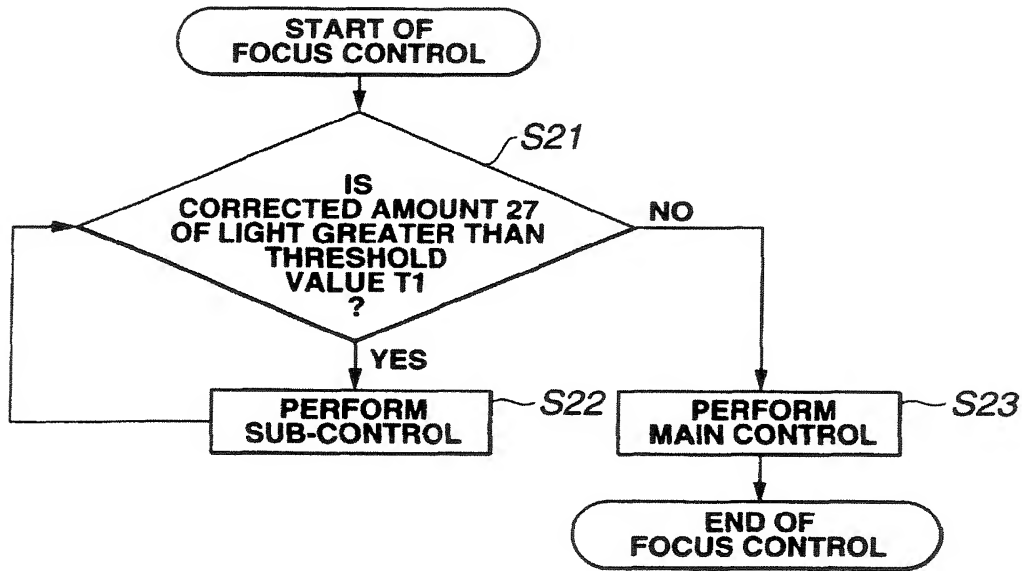 START OF
FOCUS CONTROL
S21
IS
CORRECTED AMOUNT 27
OF LIGHT GREATER THAN
THRESHOLD
VALUE T1
?
NO
YES
PERFORM
SUB-CONTROL
S22
PERFORM
MAIN CONTROL
S23
END OF
FOCUS CONTROL